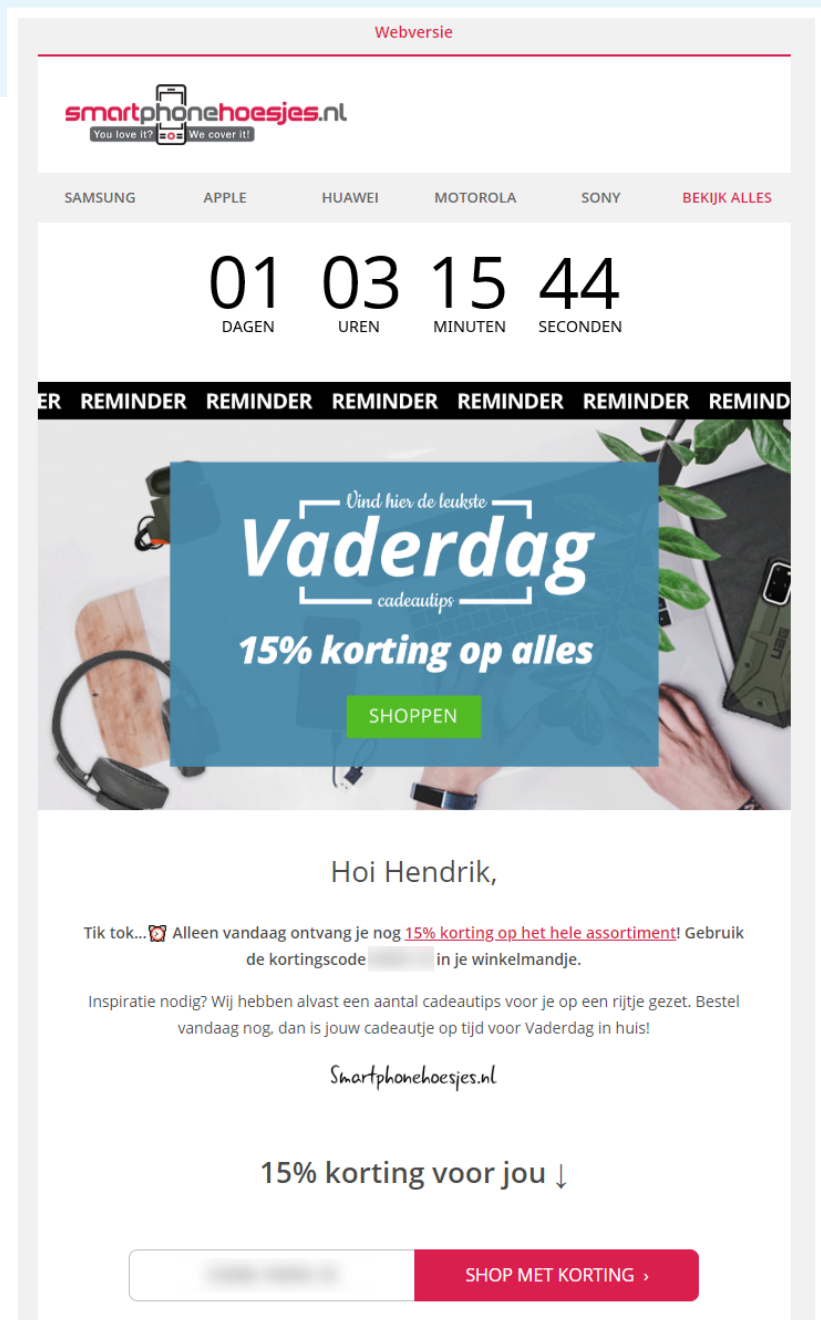 Webversie
smartphonehoesjes.nl
You love it? We cover it!
SAMSUNG APPLE HUAWEI MOTOROLA SONY BEKIJK ALLES
01 03 15 44
DAGEN UREN MINUTEN SECONDEN
ER REMINDER REMINDER REMINDER REMINDER REMINDER REMIND
Vind hier de leukste
Vaderdag
cadeautips
15% korting op alles
SHOPPEN
UAG
Hoi Hendrik,
Tik tok...⏰ Alleen vandaag ontvang je nog 15% korting op het hele assortiment! Gebruik
de kortingscode in je winkelmandje.
Inspiratie nodig? Wij hebben alvast een aantal cadeautips voor je op een rijtje gezet. Bestel
vandaag nog, dan is jouw cadeautje op tijd voor Vaderdag in huis!
Smartphonehoesjes.nl
15% korting voor jou ↓
SHOP MET KORTING ›